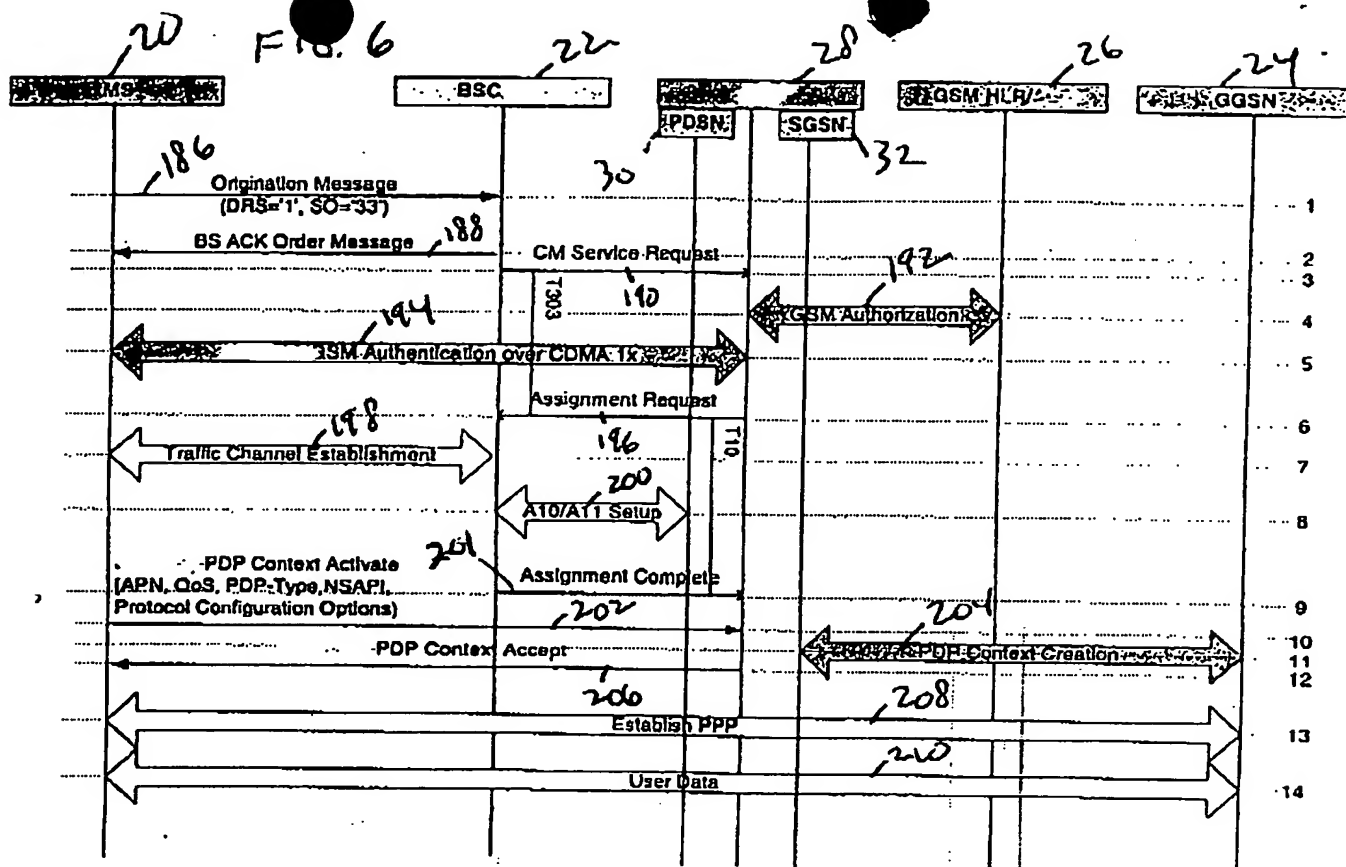 FIG. 6
20
22
28
26
24
MS
BSC
GSM HLR/
GGSN
PDSN
SGSN
30
32
186
Origination Message
(DRS='1', SO='33')
1
BS ACK Order Message
188
2
CM Service Request
190
3
T303
192
GSM Authorization
4
194
GSM Authentication over CDMA 1x
5
Assignment Request
196
6
T10
198
Traffic Channel Establishment
7
200
A10/A11 Setup
8
PDP Context Activate
(APN, QoS, PDP-Type, NSAPI,
Protocol Configuration Options)
201
Assignment Complete
9
202
10
204
PDP Context Creation
11
PDP Context Accept
206
12
208
Establish PPP
13
210
User Data
14